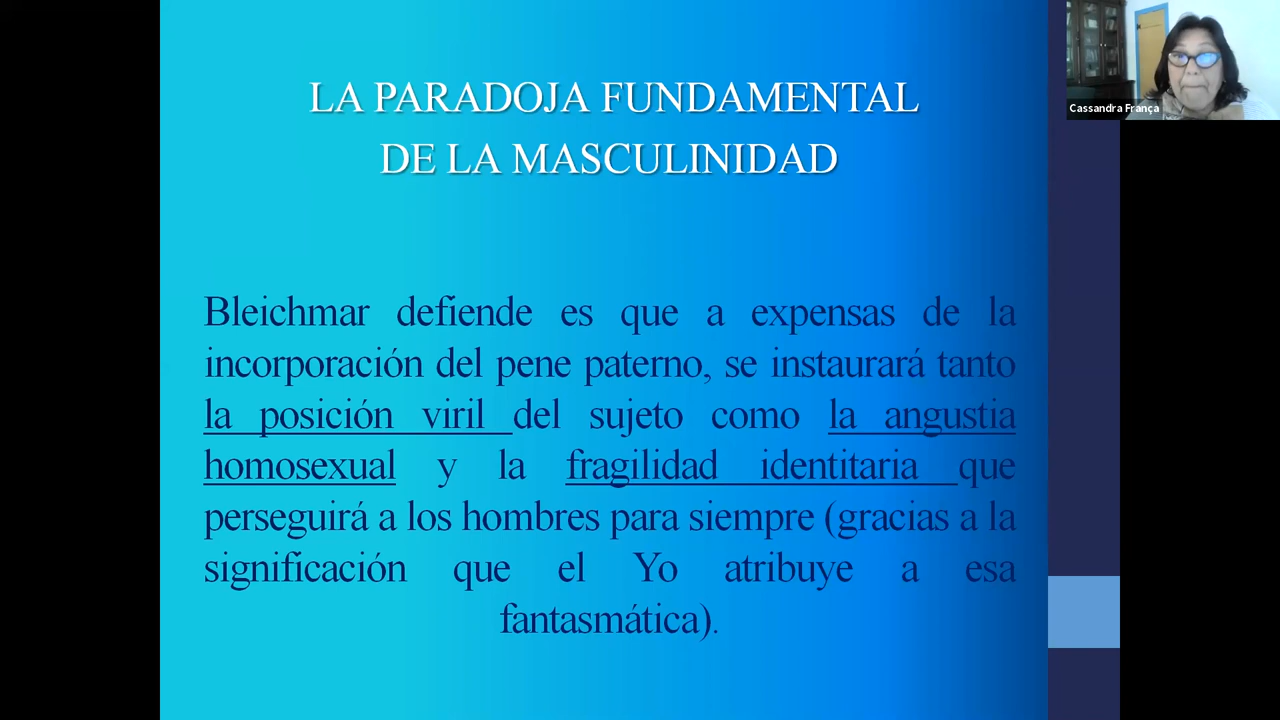 LA PARADOJA FUNDAMENTAL
DE LA MASCULINIDAD
Cassandra França
Bleichmar defiende es que a expensas de la
incorporación del pene paterno, se instaurará tanto
la posición viril del sujeto como la angustia
homosexual y la fragilidad identitaria que
perseguirá a los hombres para siempre (gracias a la
significación que el Yo atribuye a esa
fantasmática).